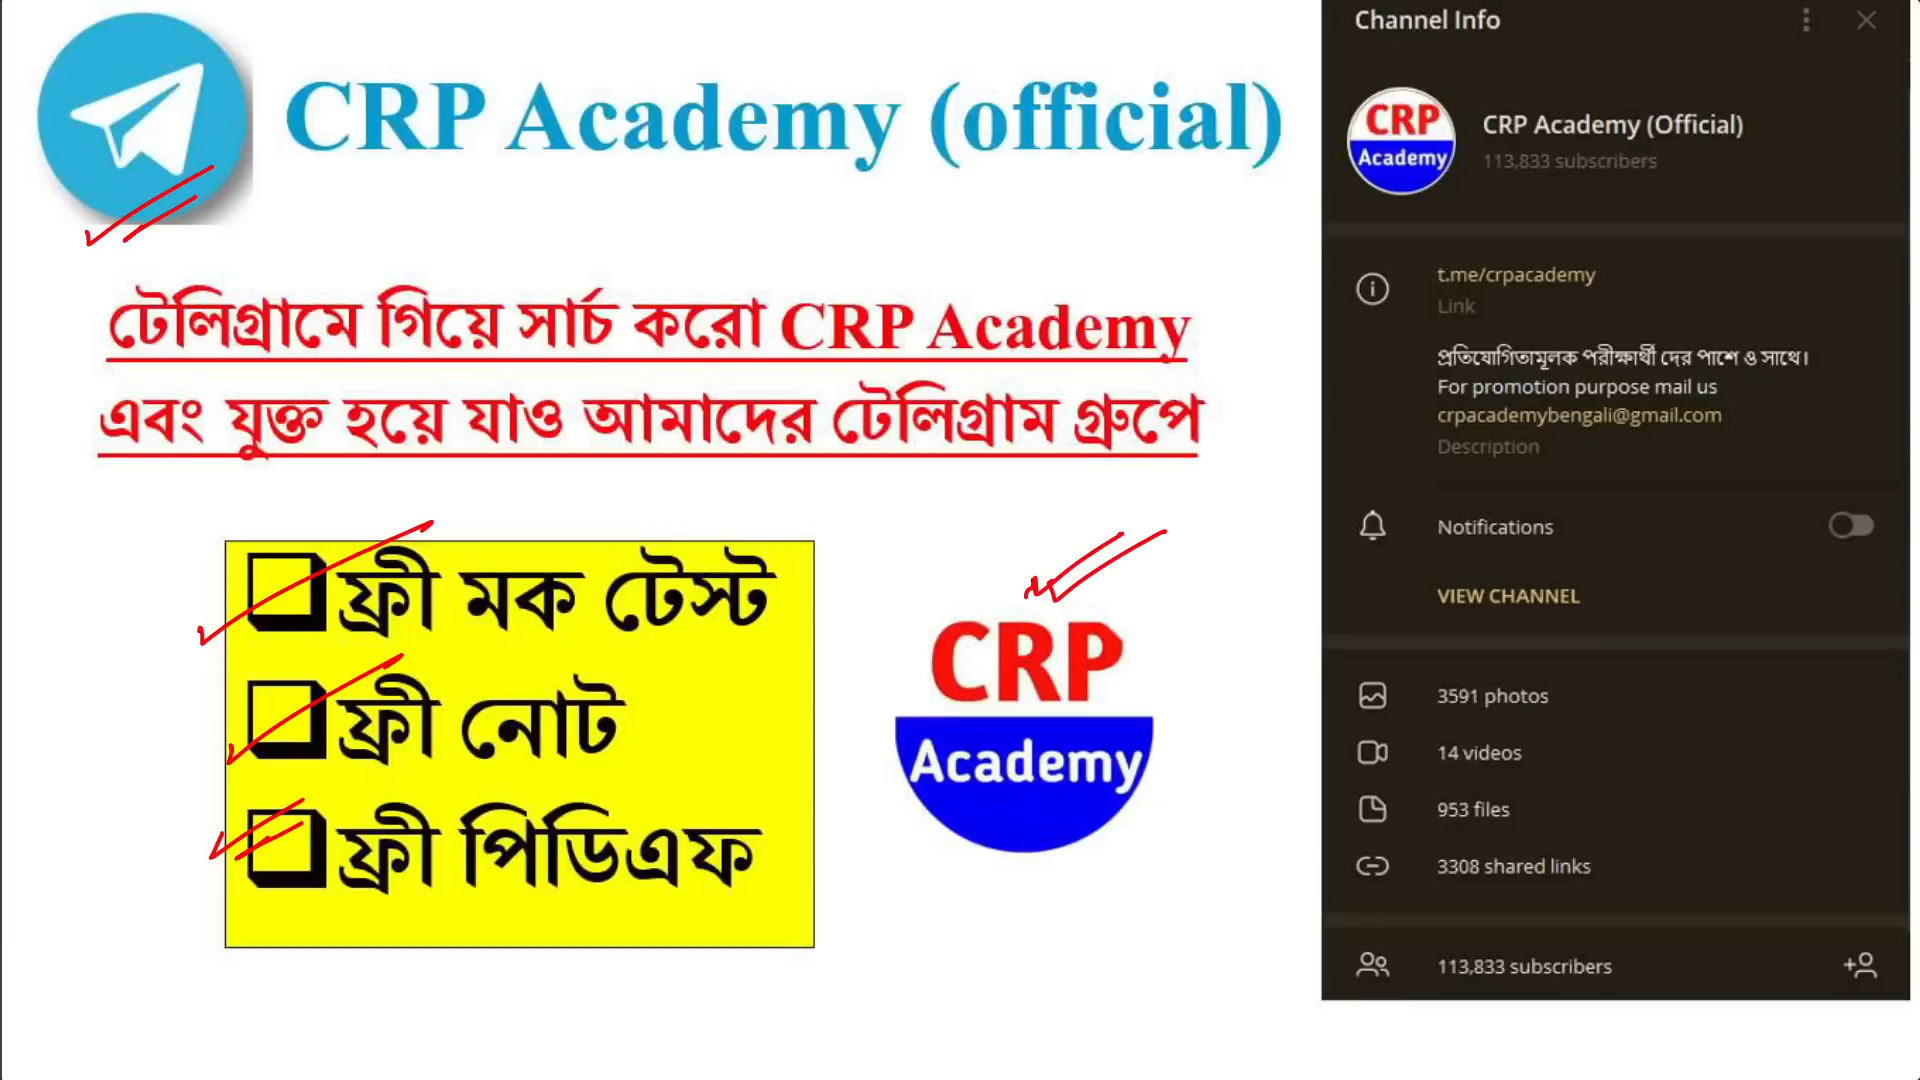 CRP Academy (official)
টেলিগ্রামে গিয়ে সার্চ করো CRP Academy
এবং যুক্ত হয়ে যাও আমাদের টেলিগ্রাম গ্রুপে
ফ্রী মক টেস্ট
ফ্রী নোট
ফ্রী পিডিএফ
CRP
Academy
Channel Info
CRP
Academy
CRP Academy (Official)
113,833 subscribers
t.me/crpacademy
Link
প্রতিযোগিতামূলক পরীক্ষার্থী দের পাশে ও সাথে।
For promotion purpose mail us
crpacademybengali@gmail.com
Description
Notifications
VIEW CHANNEL
3591 photos
14 videos
953 files
3308 shared links
113,833 subscribers